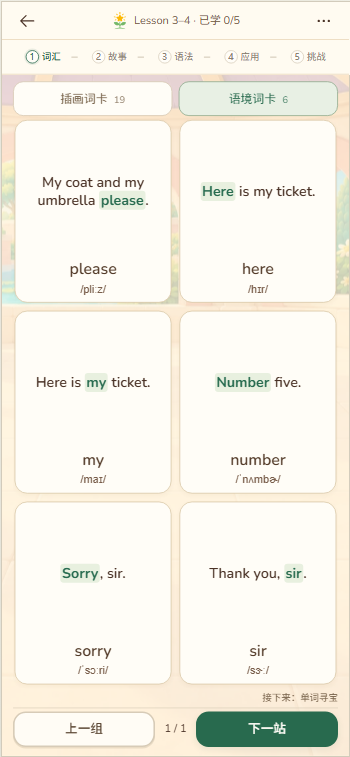 Lesson 3–4 · 已学 0/5
1 词汇 – 2 故事 – 3 语法 – 4 应用 – 5 挑战
插画词卡 19
语境词卡 6
My coat and my
umbrella please.
please
/pliːz/
Here is my ticket.
here
/hɪr/
Here is my ticket.
my
/maɪ/
Number five.
number
/ˈnʌmbɚ/
Sorry, sir.
sorry
/ˈsɔːri/
Thank you, sir.
sir
/sɝː/
接下来：单词寻宝
上一组
1 / 1
下一站